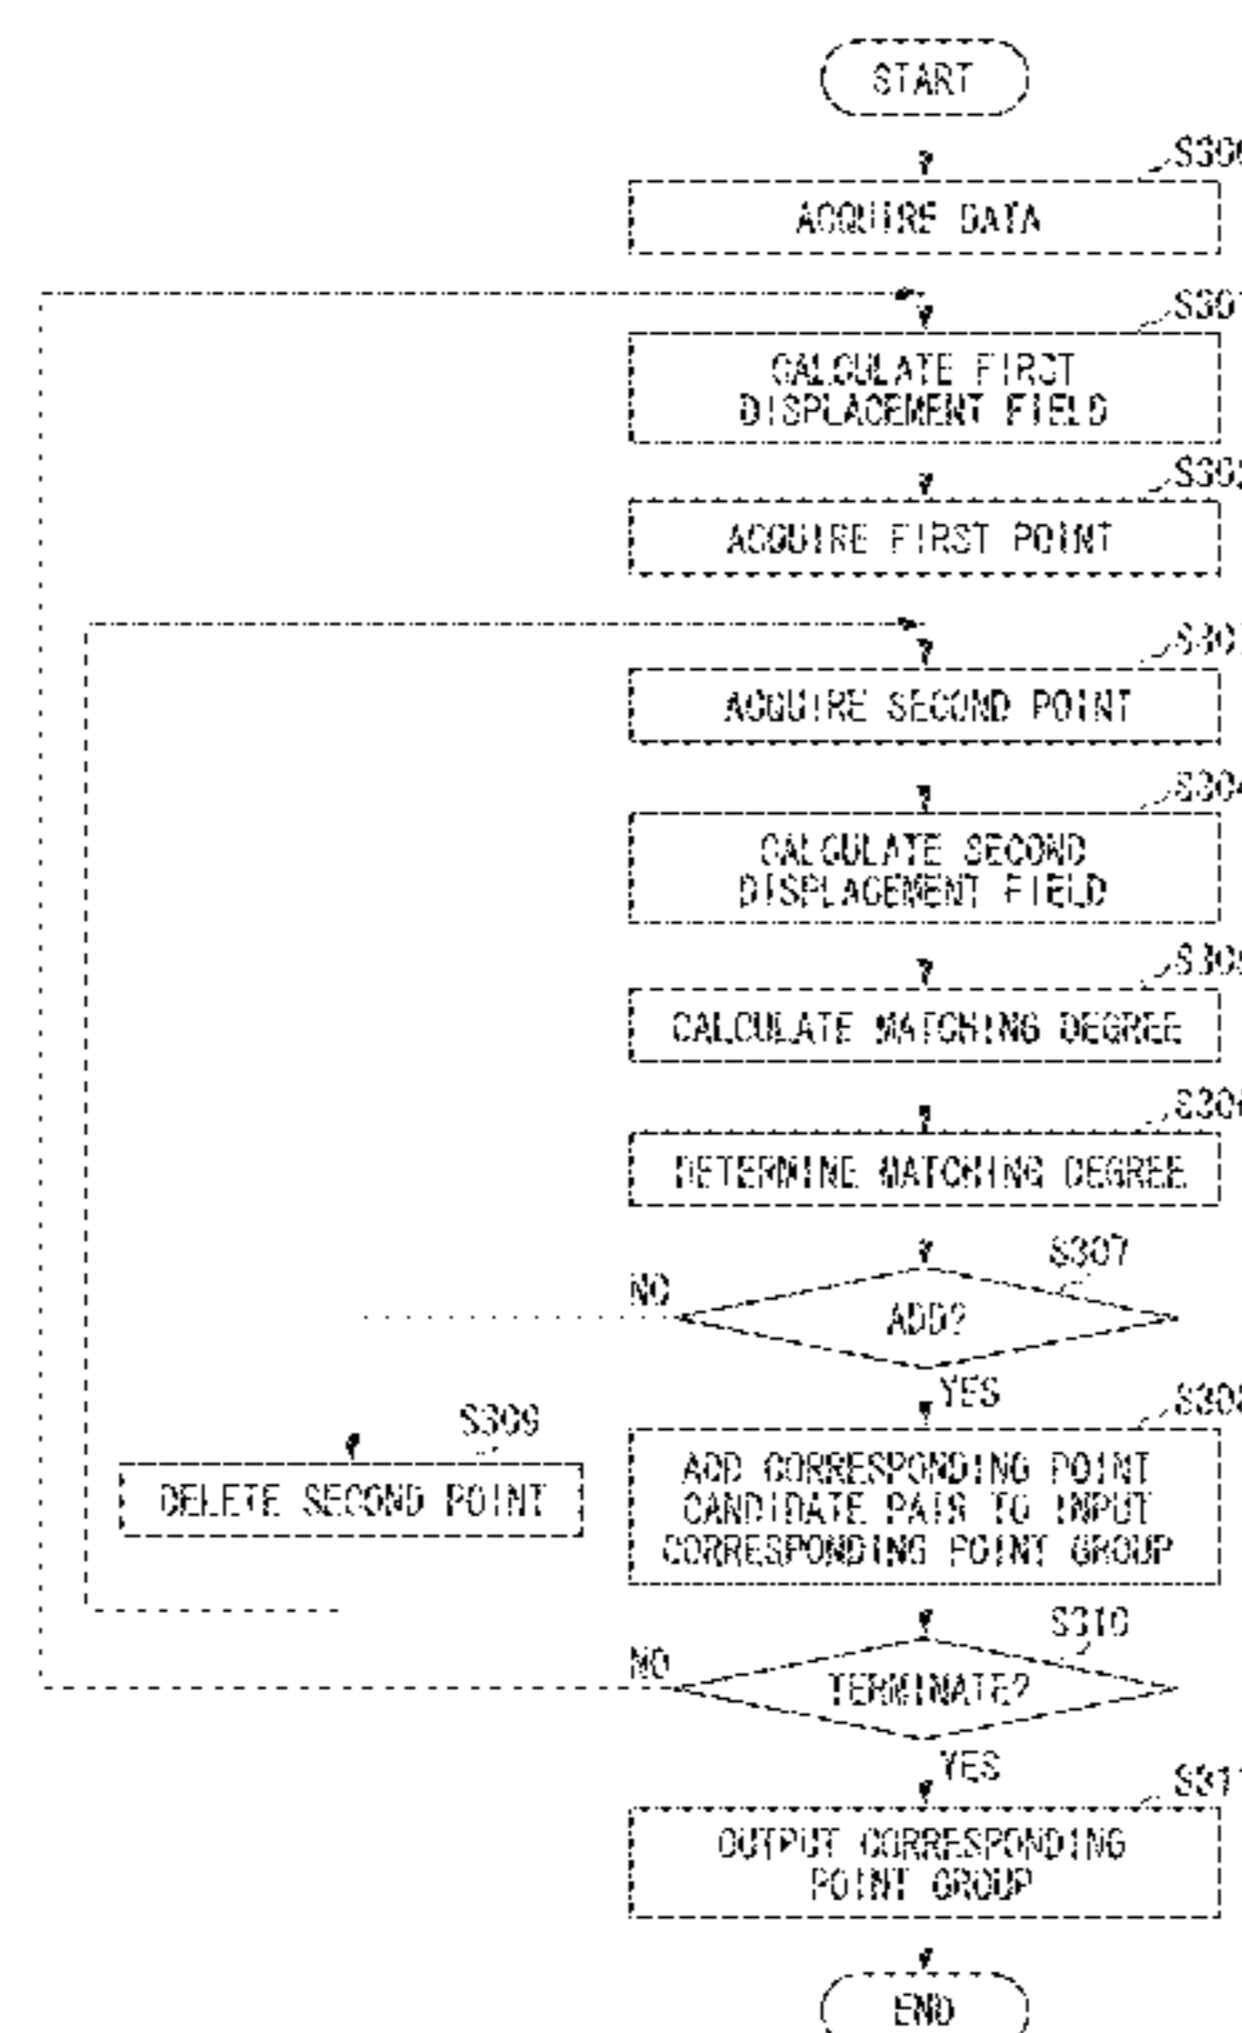 START
S300
ACQUIRE DATA
S301
CALCULATE FIRST
DISPLACEMENT FIELD
S302
ACQUIRE FIRST POINT
S303
ACQUIRE SECOND POINT
S304
CALCULATE SECOND
DISPLACEMENT FIELD
S305
CALCULATE MATCHING DEGREE
S306
DETERMINE MATCHING DEGREE
S307
NO
ADD?
YES
S308
S309
ADD CORRESPONDING POINT
CANDIDATE PAIR TO INPUT
CORRESPONDING POINT GROUP
DELETE SECOND POINT
S310
NO
TERMINATE?
YES
S311
OUTPUT CORRESPONDING
POINT GROUP
END